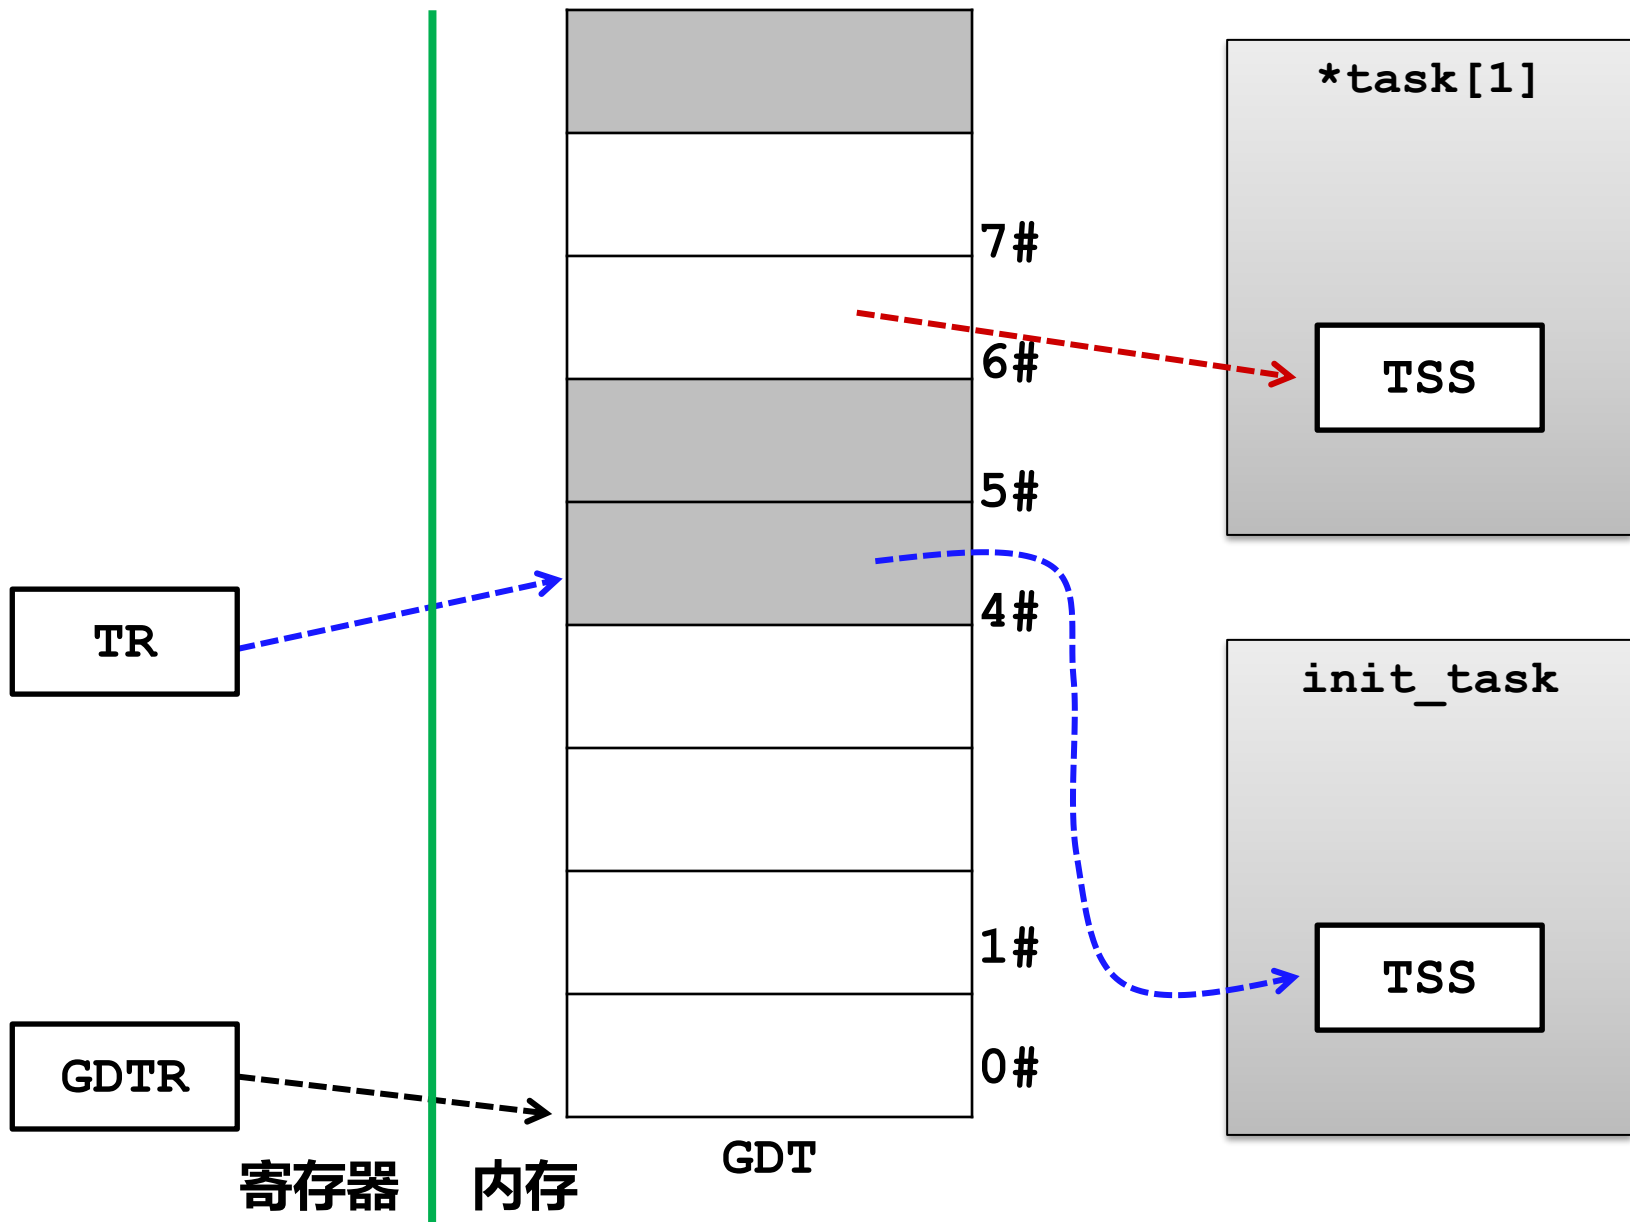 *task[1]
7#
6#
TSS
5#
4#
TR
init_task
1#
TSS
0#
GDTR
GDT
寄存器
内存